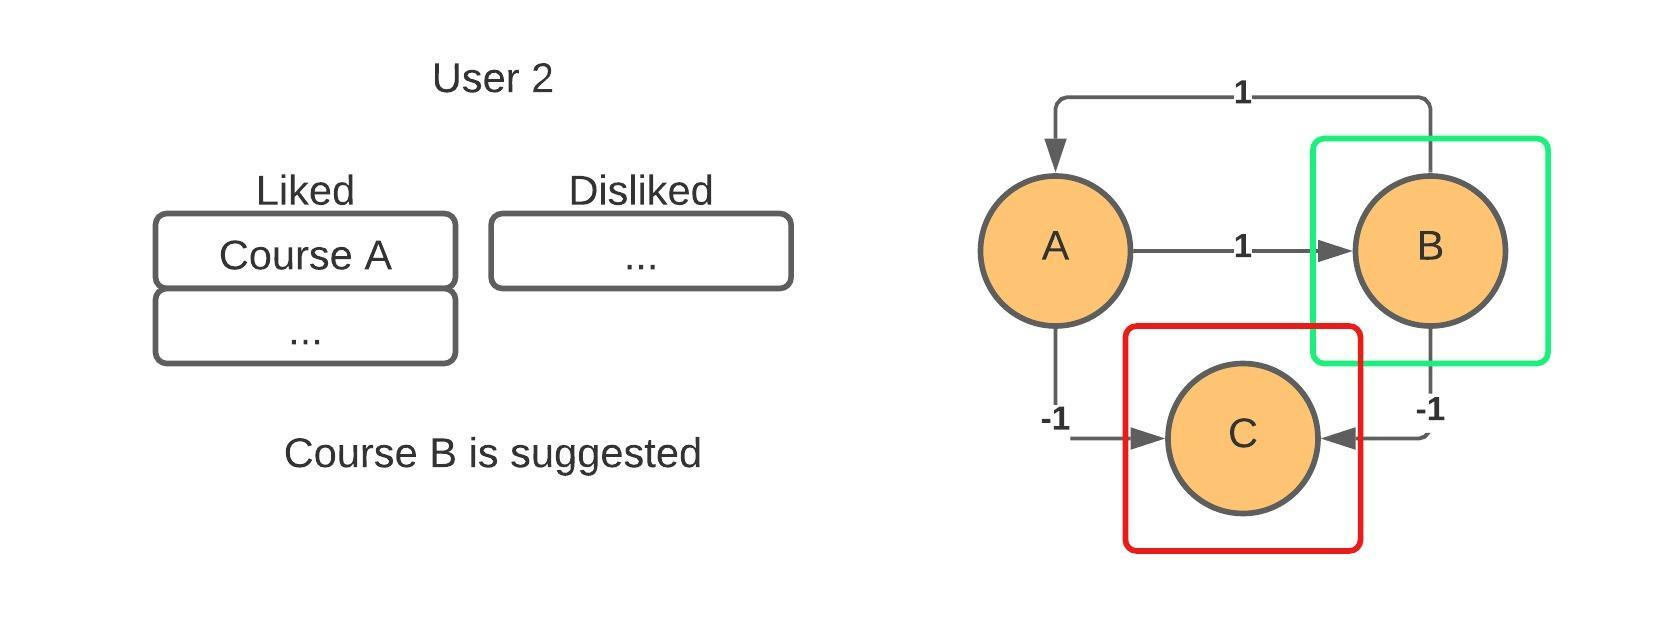 User 2
Liked
Disliked
Course A
...
...
Course B is suggested
1
A
1
B
-1
-1
C